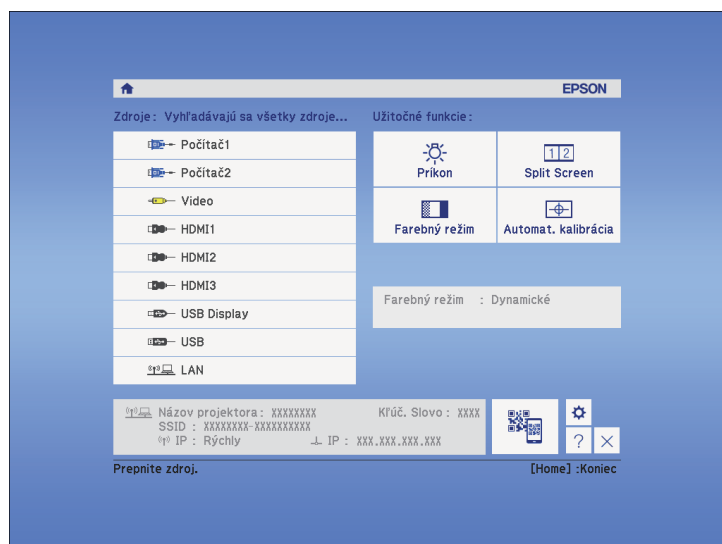 EPSON
Zdroje : Vyhľadávajú sa všetky zdroje...
Počítač1
Počítač2
Video
HDMI1
HDMI2
HDMI3
USB Display
USB
LAN
Užitočné funkcie :
Príkon
1 2
Split Screen
Farebný režim
Automat. kalibrácia
Farebný režim : Dynamické
Názov projektora : XXXXXXXX Kľúč. Slovo : XXXX
SSID : XXXXXXXX-XXXXXXXXXX
IP : Rýchly IP : XXX.XXX.XXX.XXX
?
Prepnite zdroj. [Home] :Koniec